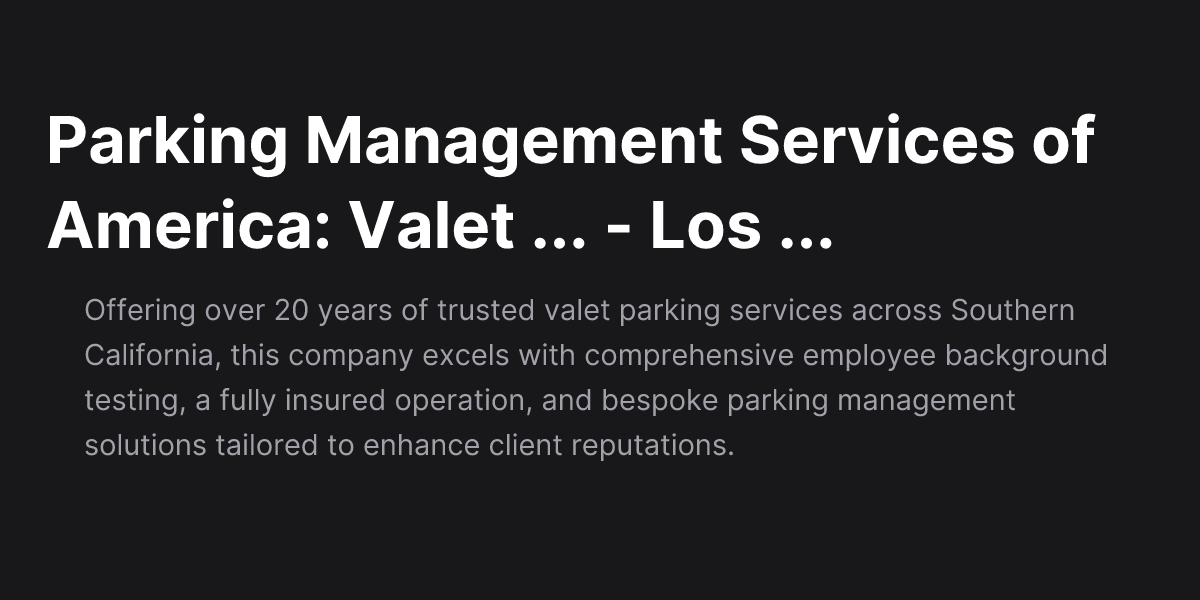 Parking Management Services of
America: Valet ... - Los ...
Offering over 20 years of trusted valet parking services across Southern
California, this company excels with comprehensive employee background
testing, a fully insured operation, and bespoke parking management
solutions tailored to enhance client reputations.